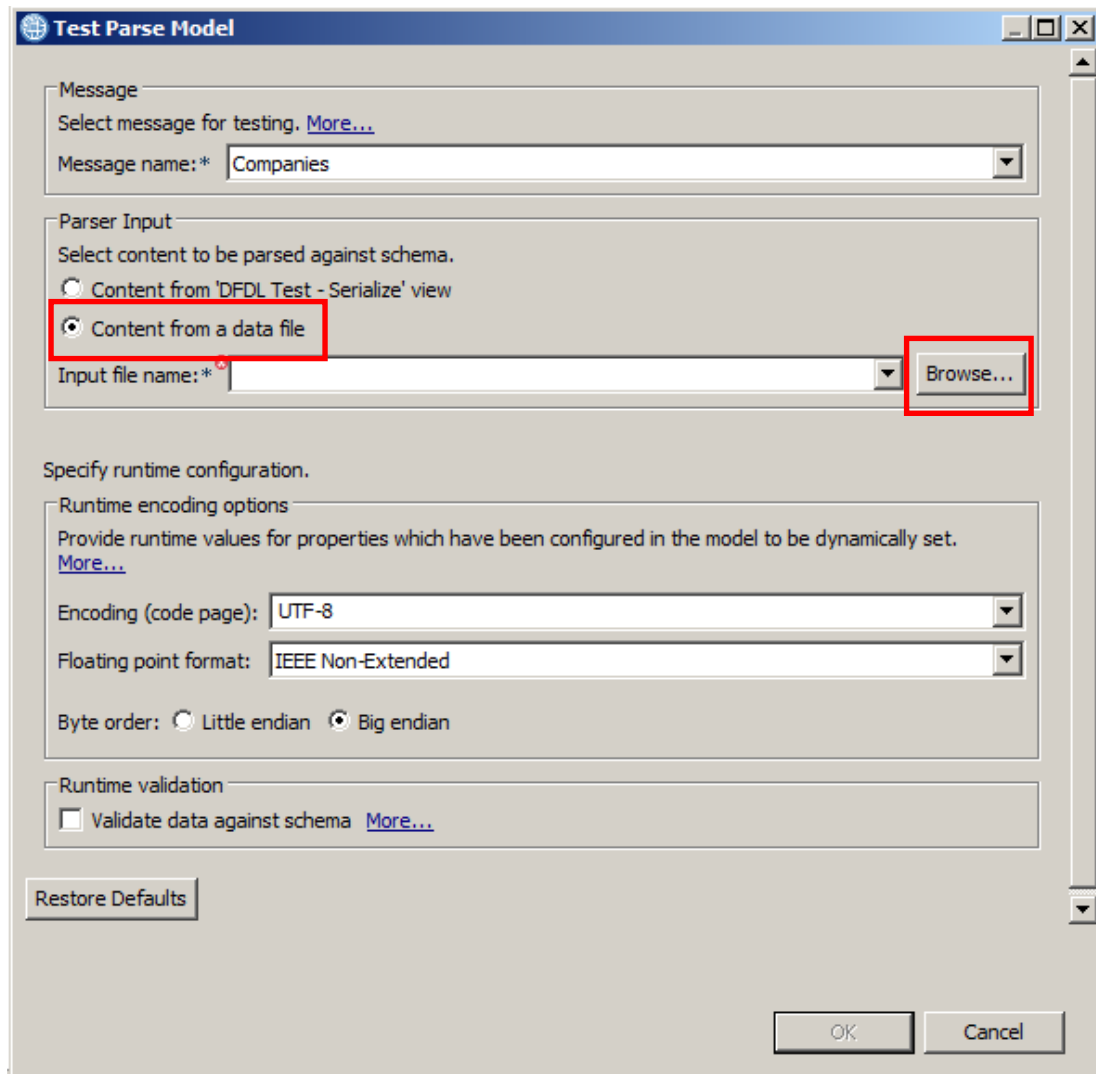 Test Parse Model
Message
Select message for testing. More...
Message name:* Companies
Parser Input
Select content to be parsed against schema.
Content from 'DFDL Test - Serialize' view
Content from a data file
Input file name:* Browse...
Specify runtime configuration.
Runtime encoding options
Provide runtime values for properties which have been configured in the model to be dynamically set.
More...
Encoding (code page): UTF-8
Floating point format: IEEE Non-Extended
Byte order: Little endian Big endian
Runtime validation
Validate data against schema More...
Restore Defaults
OK Cancel